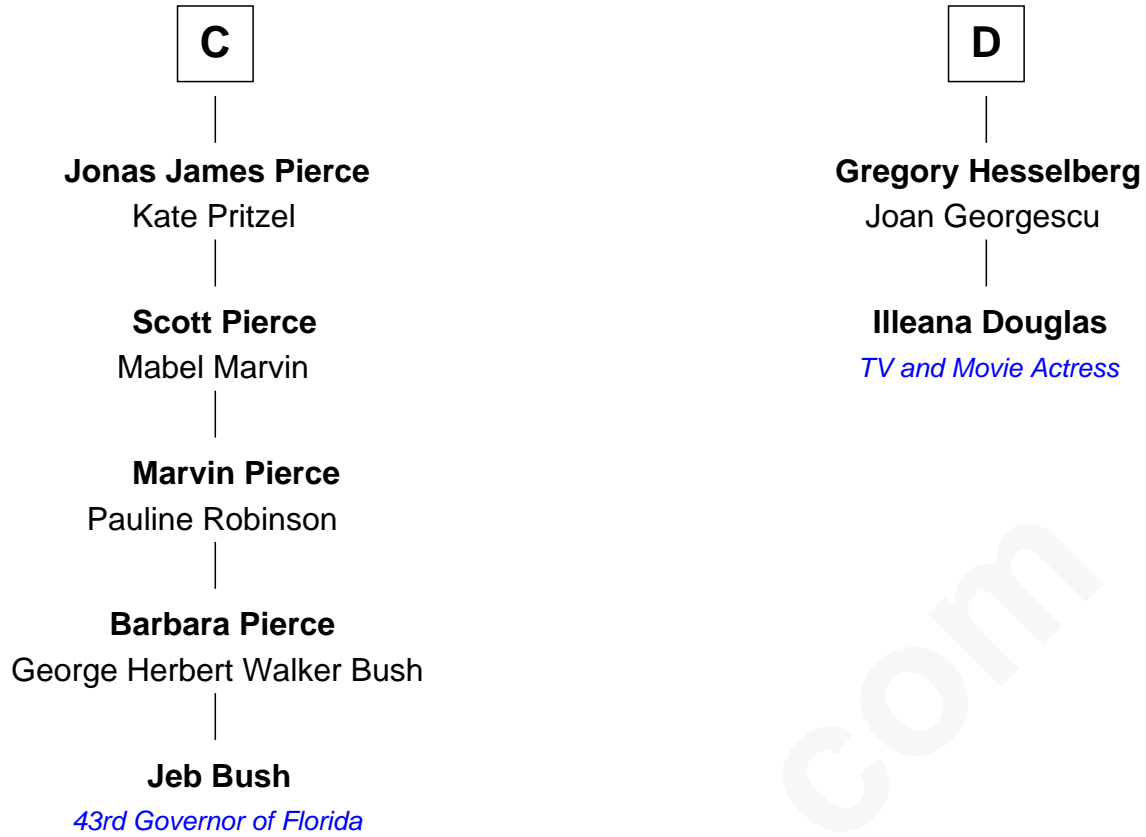 C
Jonas James Pierce
Kate Pritzel
Scott Pierce
Mabel Marvin
Marvin Pierce
Pauline Robinson
Barbara Pierce
George Herbert Walker Bush
Jeb Bush
43rd Governor of Florida
D
Gregory Hesselberg
Joan Georgescu
Illeana Douglas
TV and Movie Actress
com